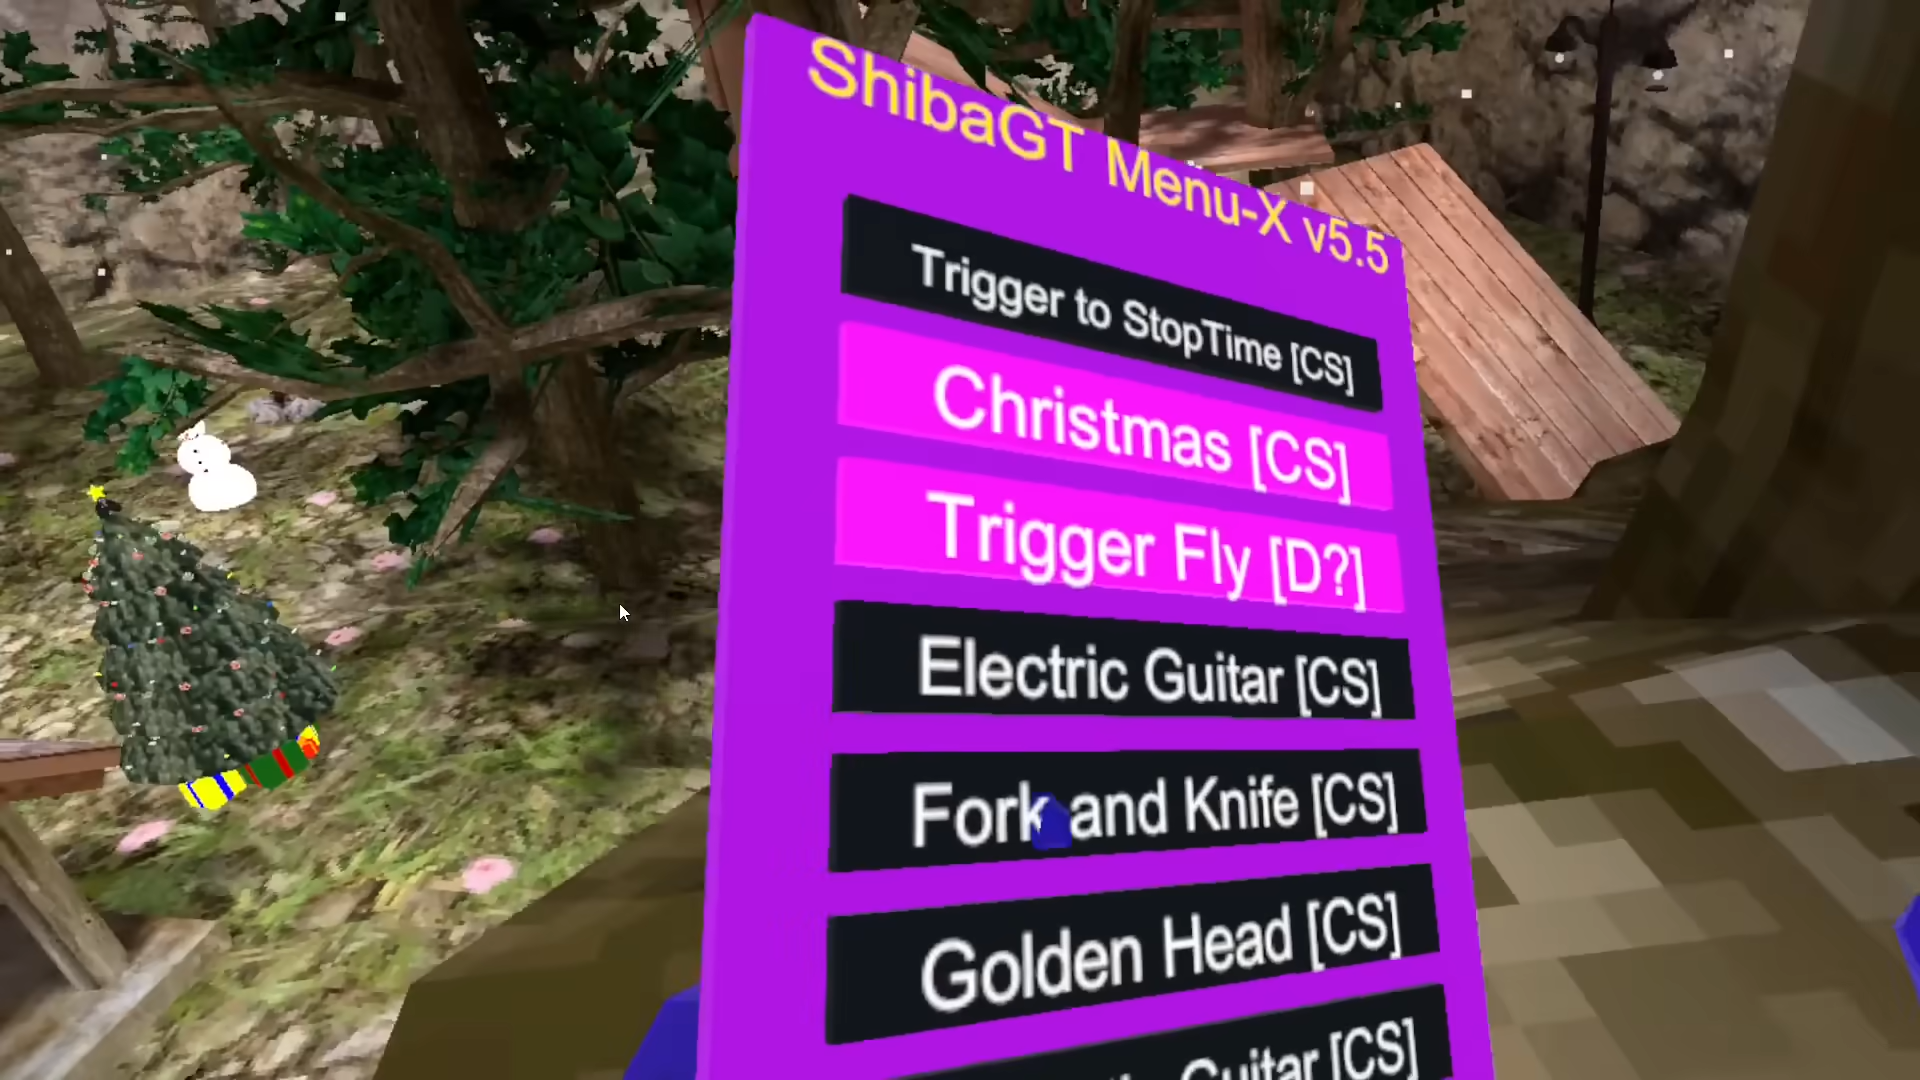 ShibaGT Menu-X v5.5
Trigger to StopTime [CS]
Christmas [CS]
Trigger Fly [D?]
Electric Guitar [CS]
Fork and Knife [CS]
Golden Head [CS]
Guitar [CS]